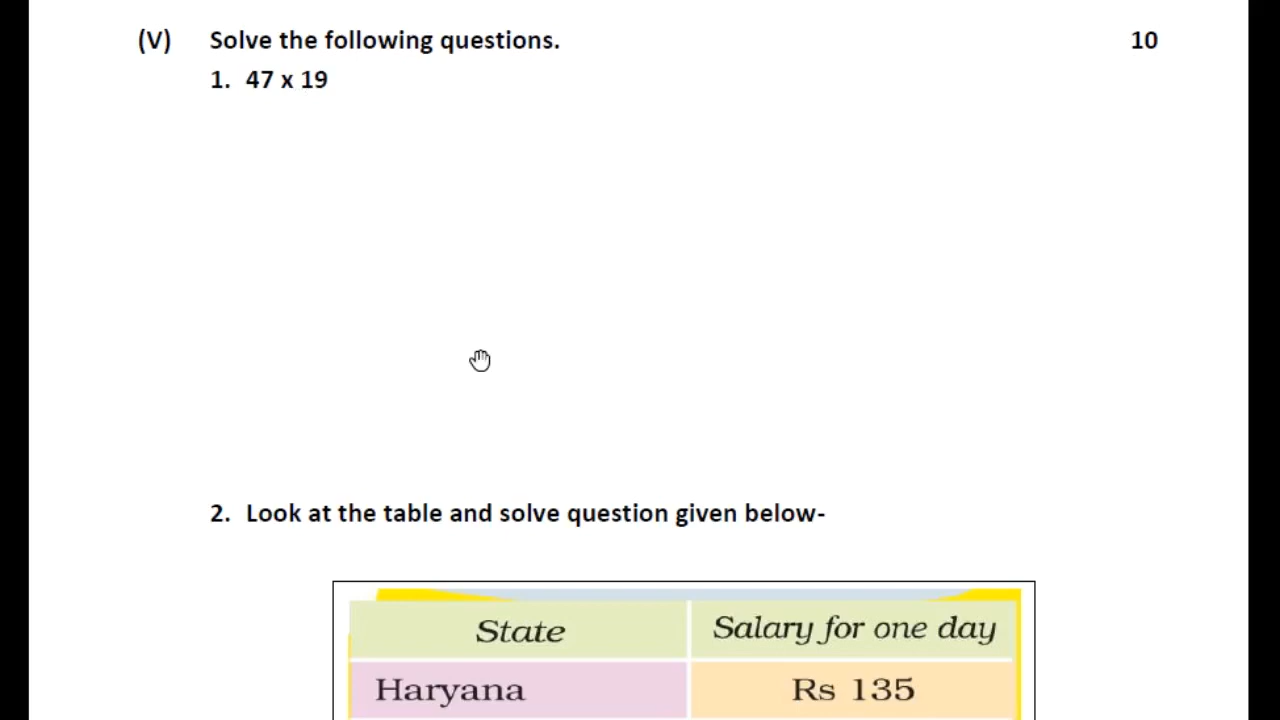 (V) Solve the following questions. 10
1. 47 x 19
2. Look at the table and solve question given below-
State Salary for one day
Haryana Rs 135